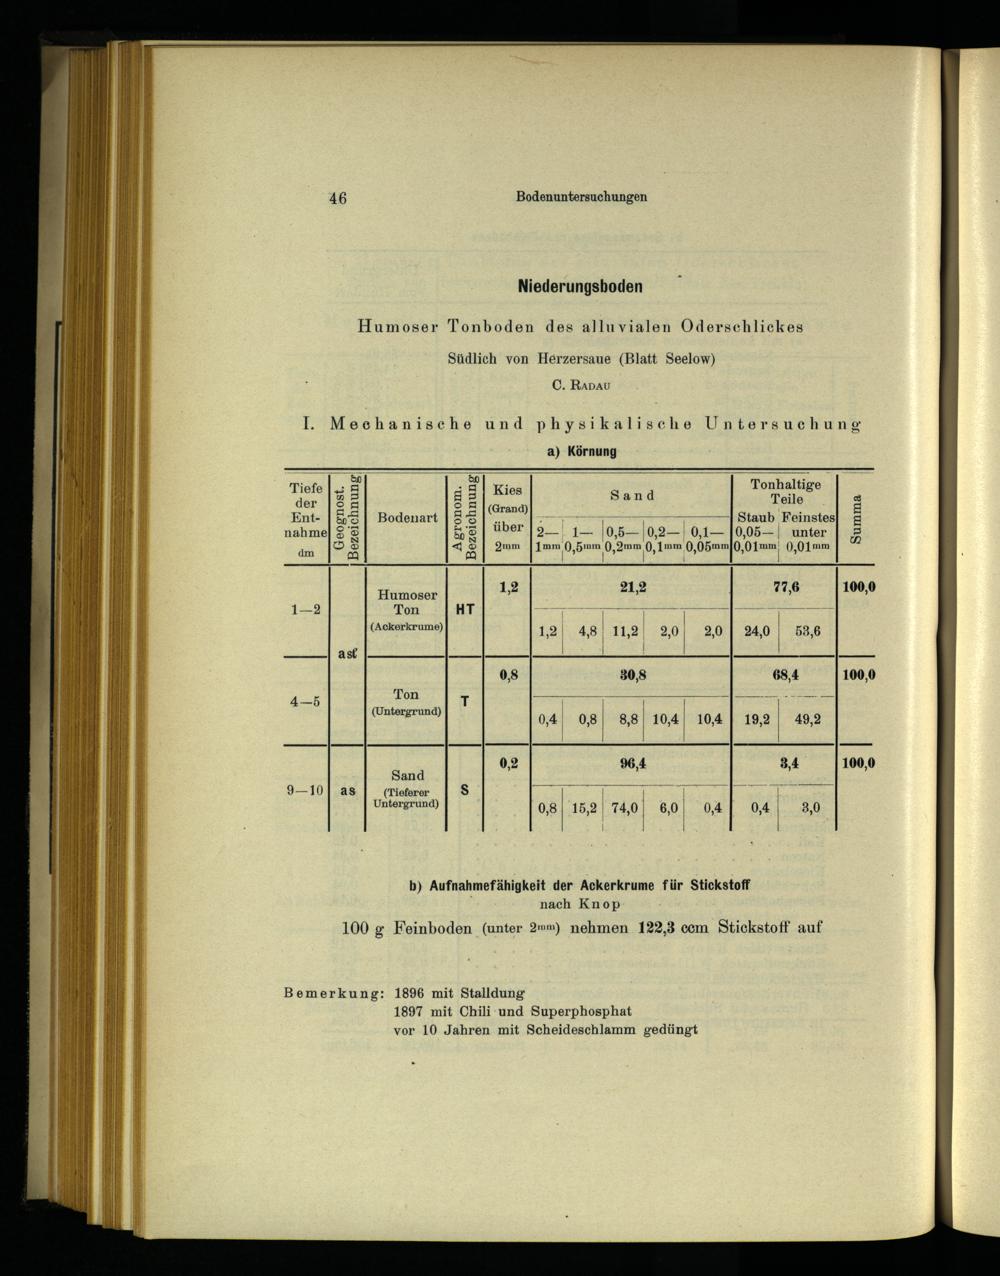 46
Bodenuntersuchungen
Niederungsboden
Humoser Tonboden des alluvialen Oderschlickes
Südlich von Herzersaue (Blatt Seelow)
C. RADAU
I. Mechanische und physikalische Untersuchung
a) Körnung
Tiefe der Ent-nahme dm | Geognost. Bezeichnung | Bodenart | Agronom. Bezeichnung | Kies (Grand) über 2mm | Sand | Tonhaltige Teile | Summa
2—1mm | 1—0,5mm | 0,5—0,2mm | 0,2—0,1mm | 0,1—0,05mm | Staub 0,05—0,01mm | Feinstes unter 0,01mm
1—2 | Humoser Ton (Ackerkrume) | HT | 1,2 | 21,2 | 77,6 | 100,0
1,2 | 4,8 | 11,2 | 2,0 | 2,0 | 24,0 | 53,6
4—5 | Ton (Untergrund) | T | 0,8 | 30,8 | 68,4 | 100,0
0,4 | 0,8 | 8,8 | 10,4 | 10,4 | 19,2 | 49,2
9—10 | as | Sand (Tieferer Untergrund) | S | 0,2 | 96,4 | 3,4 | 100,0
0,8 | 15,2 | 74,0 | 6,0 | 0,4 | 0,4 | 3,0
b) Aufnahmefähigkeit der Ackerkrume für Stickstoff
nach Knop
100 g Feinboden (unter 2mm) nehmen 122,3 ccm Stickstoff auf
Bemerkung: 1896 mit Stalldung
1897 mit Chili und Superphosphat
vor 10 Jahren mit Scheideschlamm gedüngt